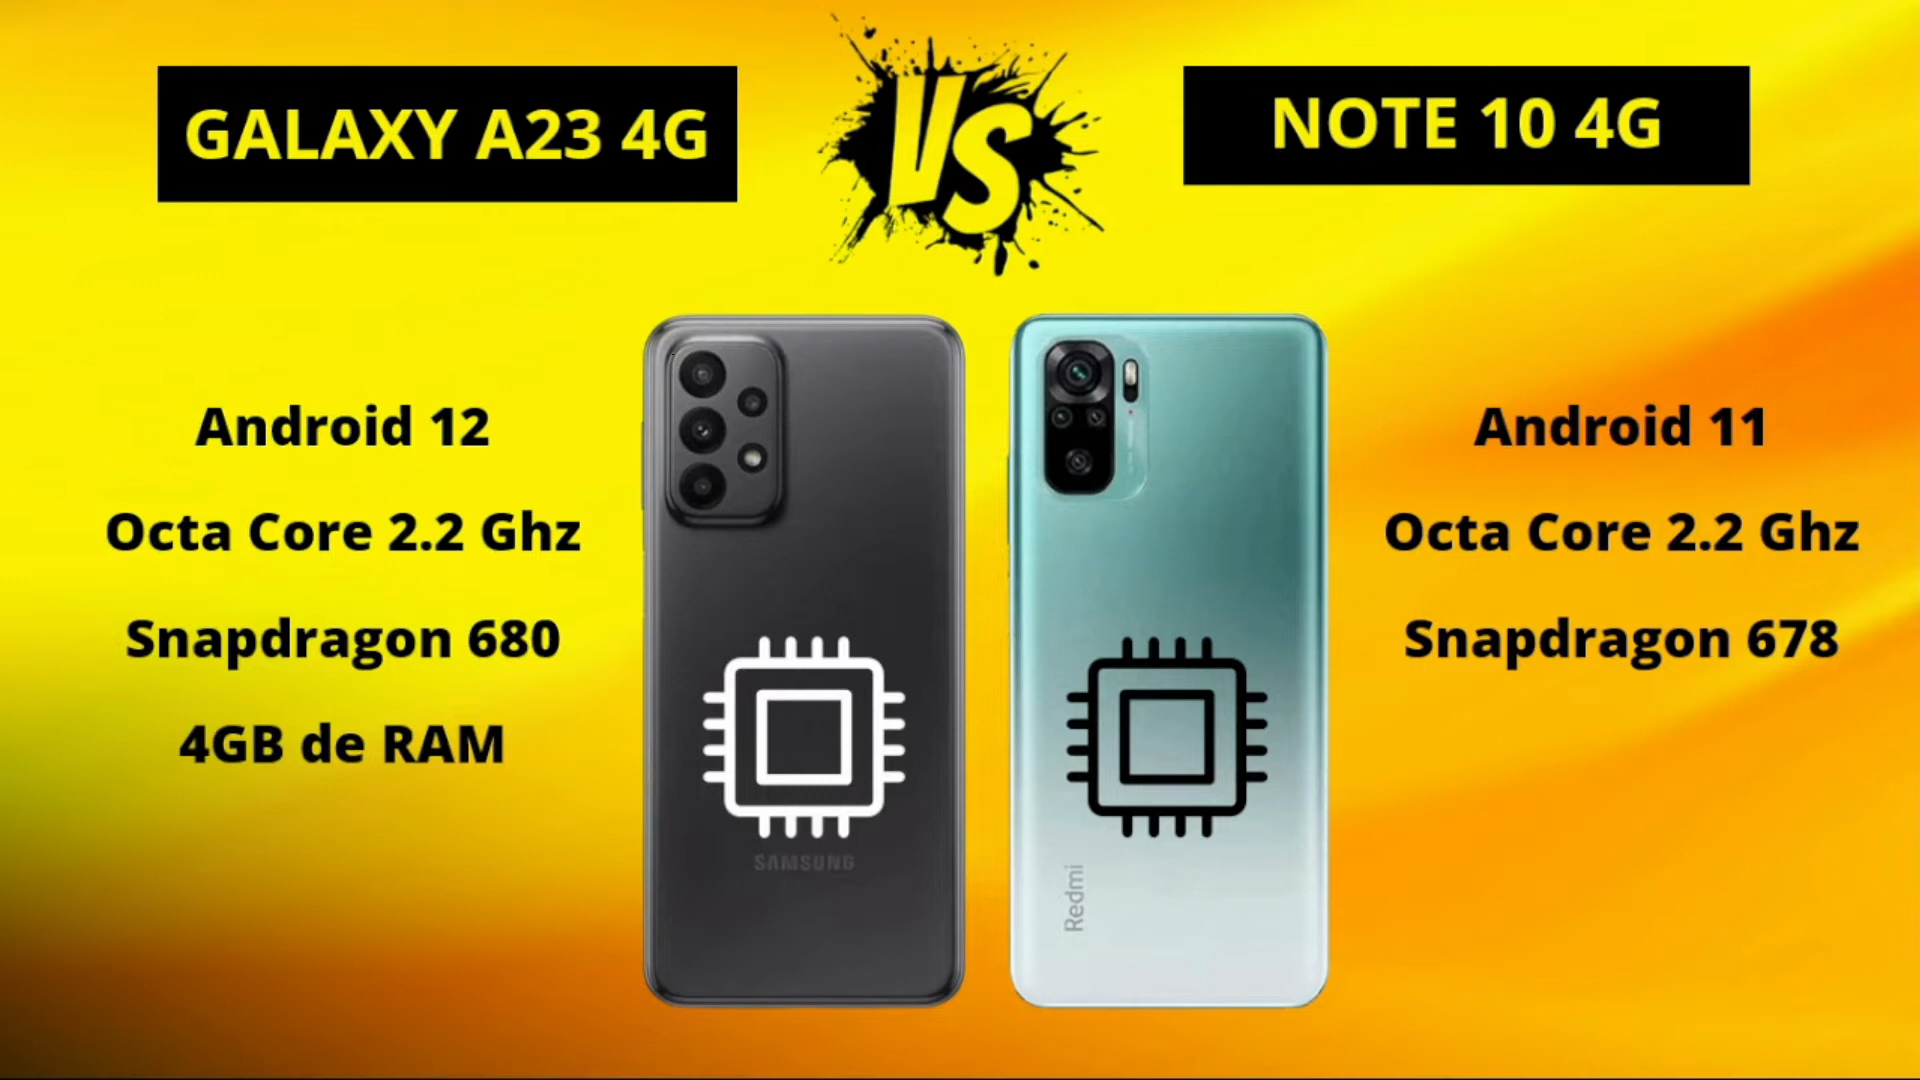 GALAXY A23 4G
VS
NOTE 10 4G
Android 12
Octa Core 2.2 Ghz
Snapdragon 680
4GB de RAM
SAMSUNG
Redmi
Android 11
Octa Core 2.2 Ghz
Snapdragon 678